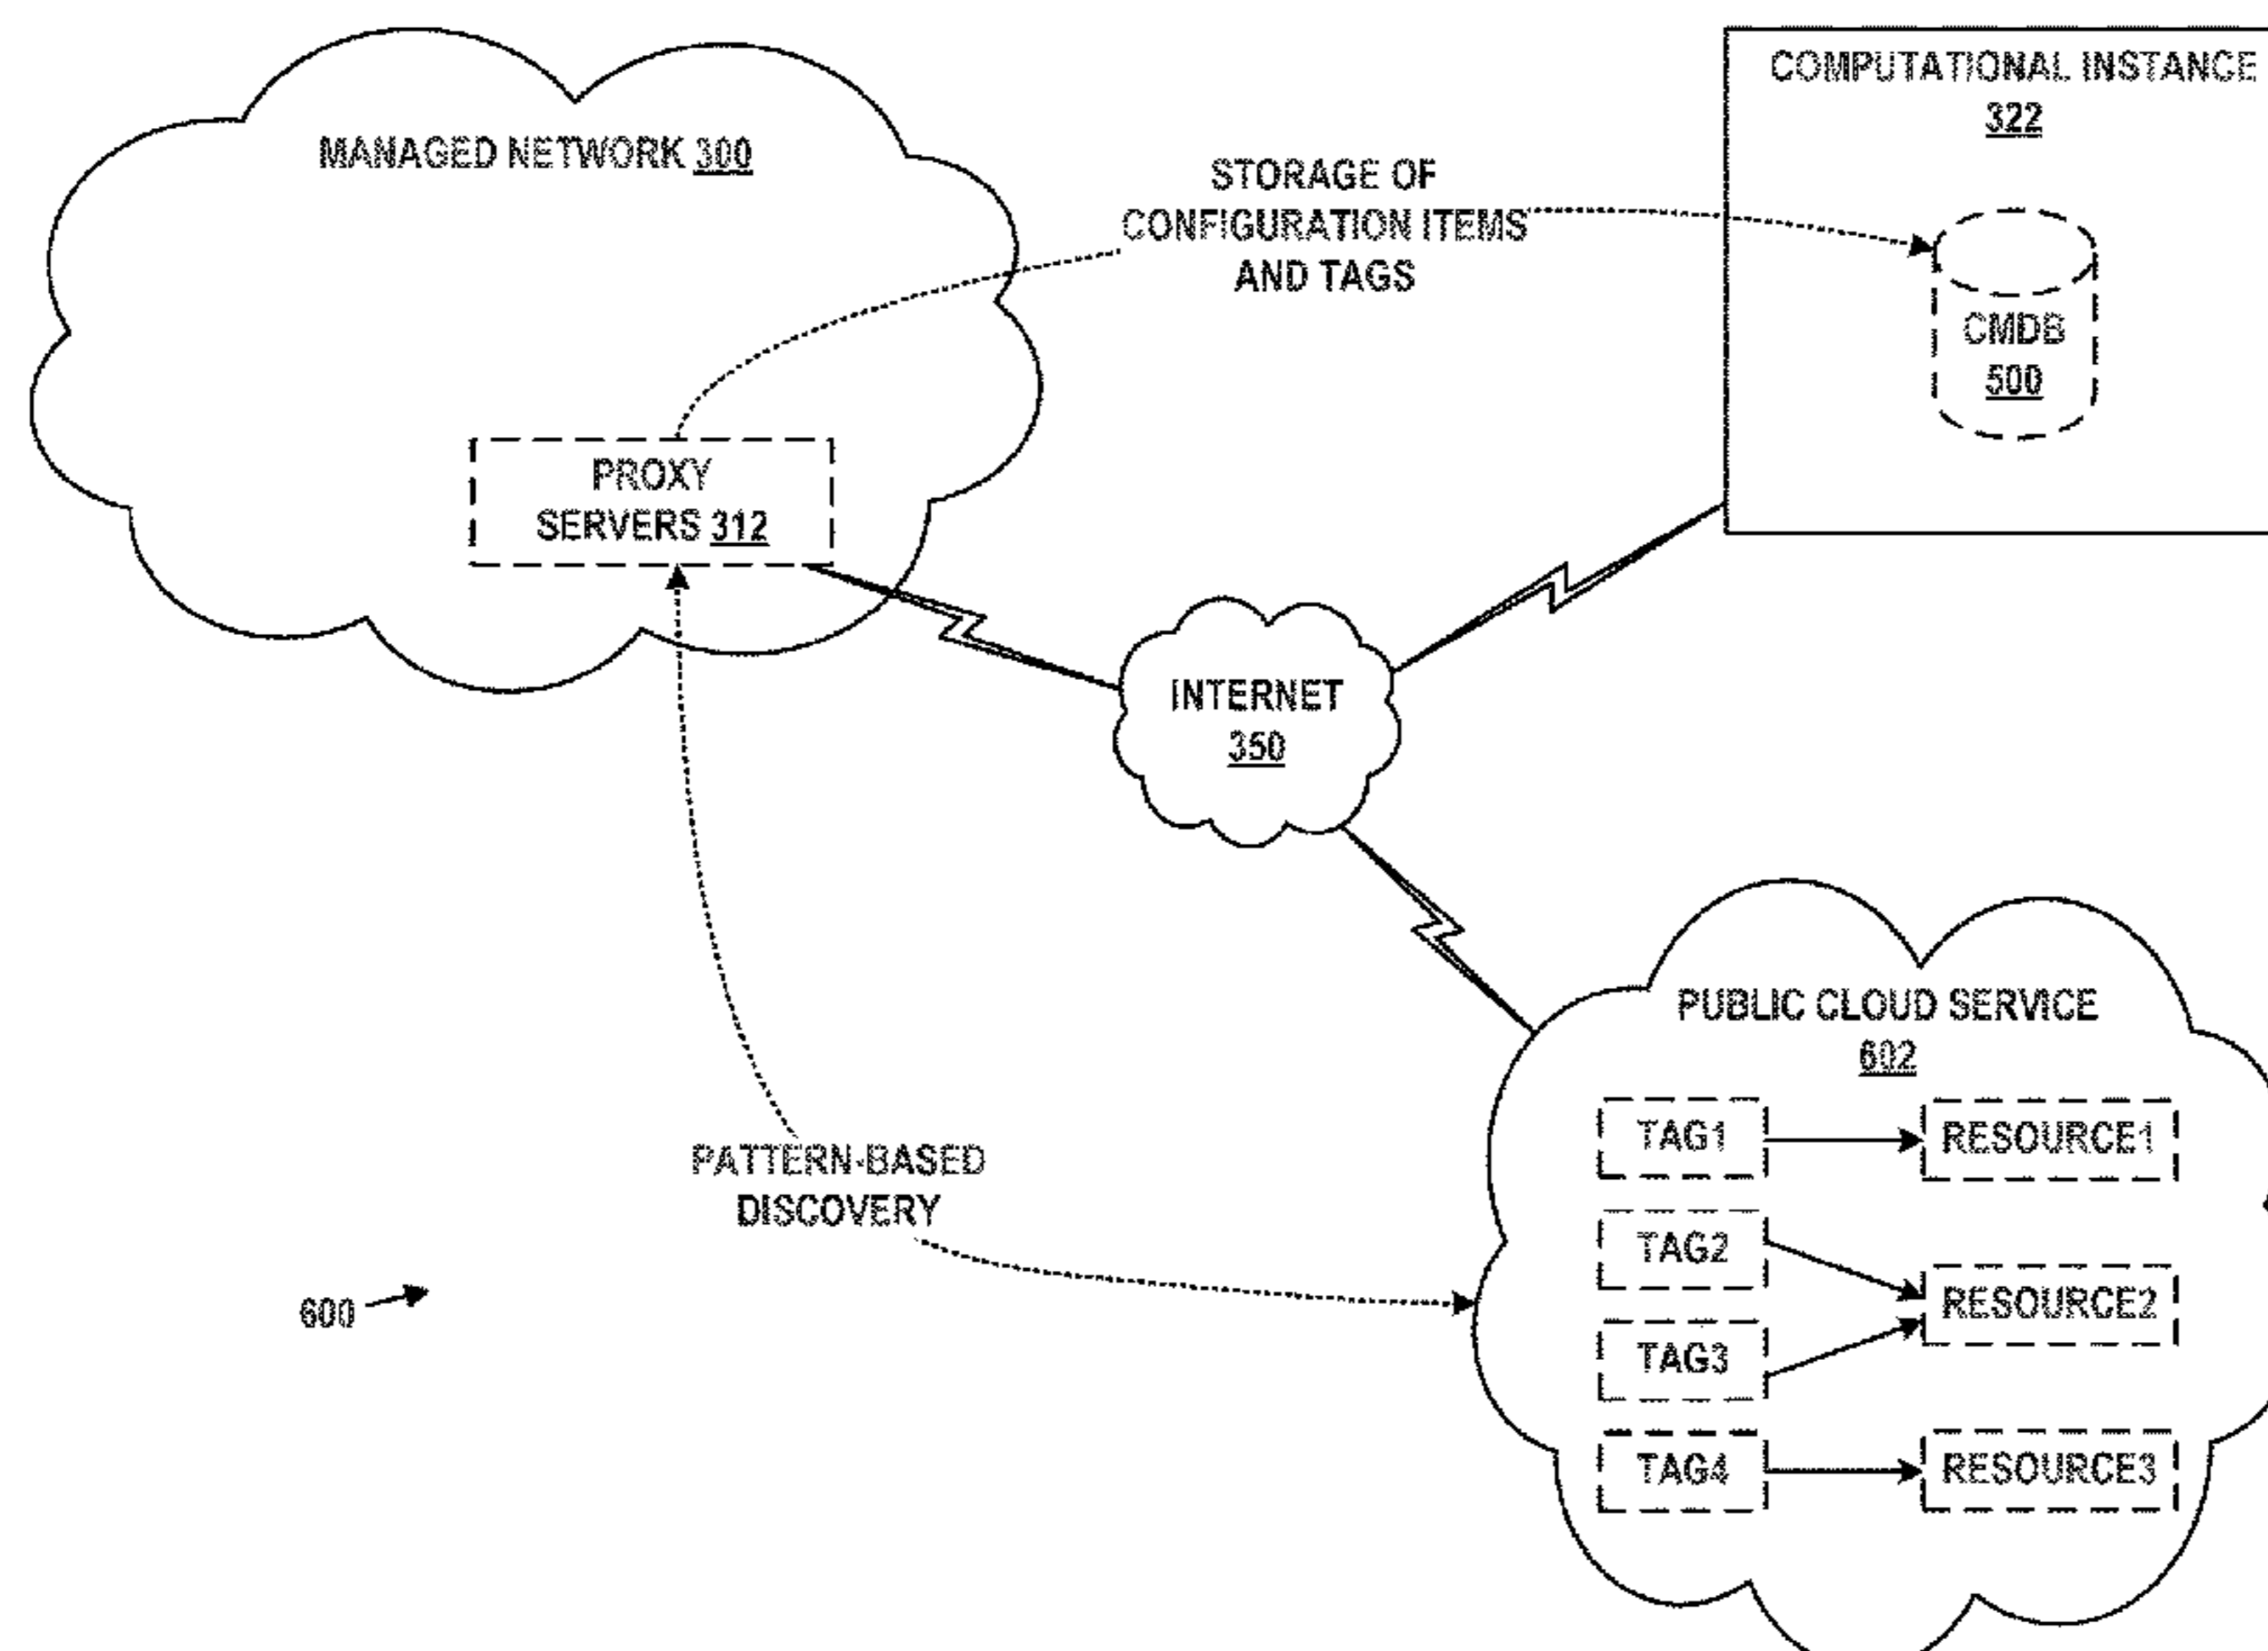 MANAGED NETWORK 300
STORAGE OF
CONFIGURATION ITEMS
AND TAGS
COMPUTATIONAL INSTANCE
322
CMDB
500
PROXY
SERVERS 312
INTERNET
350
PATTERN-BASED
DISCOVERY
600
PUBLIC CLOUD SERVICE
602
TAG1
RESOURCE1
TAG2
RESOURCE2
TAG3
TAG4
RESOURCE3